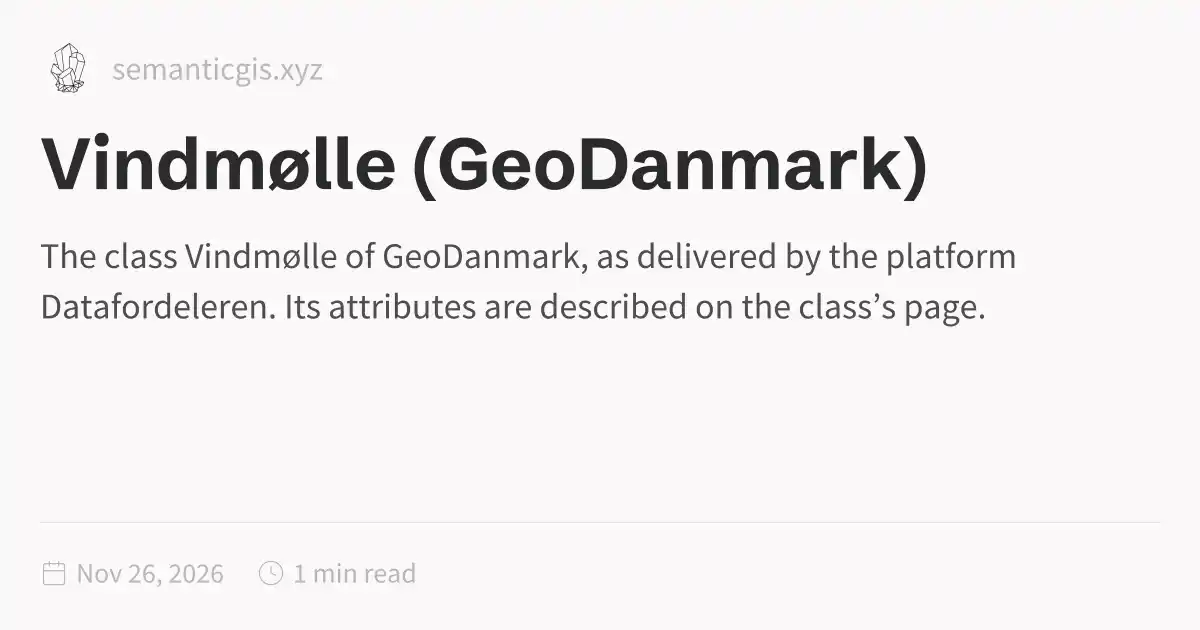 semanticgis.xyz
Vindmølle (GeoDanmark)
The class Vindmølle of GeoDanmark, as delivered by the platform
Datafordeleren. Its attributes are described on the class’s page.
Nov 26, 2026 1 min read